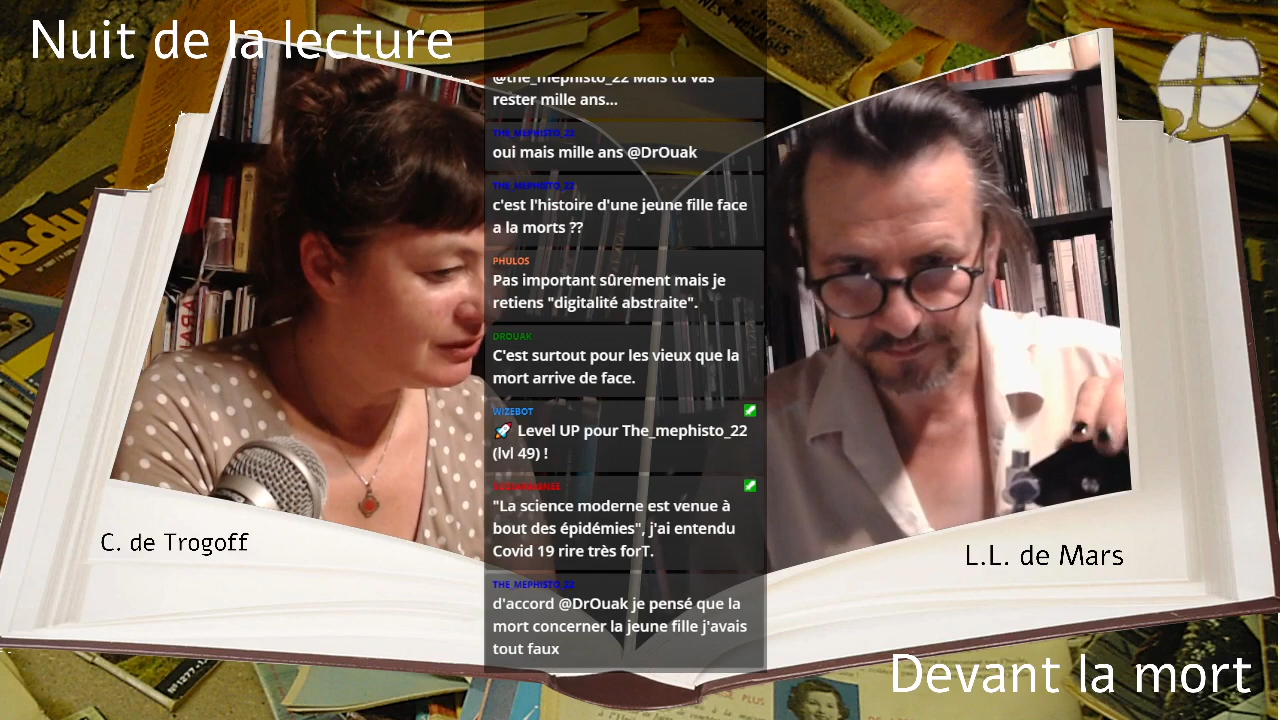 Nuit de la lecture
@the_mephisto_22 Mais tu vas
rester mille ans...
THE_MEPHISTO_22
oui mais mille ans @DrOuak
THE_MEPHISTO_22
c'est l'histoire d'une jeune fille face
a la morts ??
PHULOS
Pas important sûrement mais je
retiens "digitalité abstraite".
DROUAK
C'est surtout pour les vieux que la
mort arrive de face.
WIZEBOT
🚀 Level UP pour The_mephisto_22
(lvl 49) !
"La science moderne est venue à
bout des épidémies", j'ai entendu
Covid 19 rire très forT.
THE_MEPHISTO_22
d'accord @DrOuak je pensé que la
mort concerner la jeune fille j'avais
tout faux
C. de Trogoff
L.L. de Mars
Devant la mort